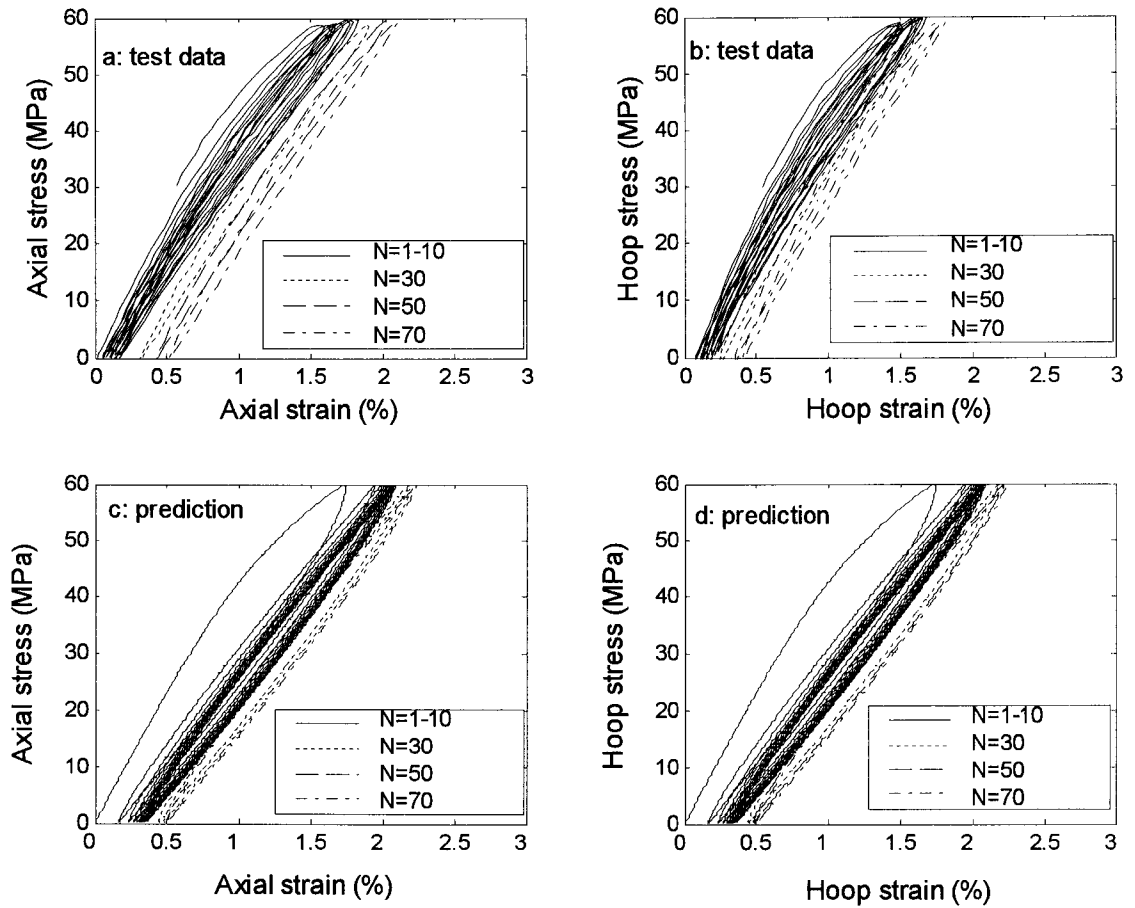 a: test data
Axial stress (MPa)
60
50
40
30
20
10
0
N=1-10
N=30
N=50
N=70
0 0.5 1 1.5 2 2.5 3
Axial strain (%)
b: test data
Hoop stress (MPa)
60
50
40
30
20
10
0
N=1-10
N=30
N=50
N=70
0 0.5 1 1.5 2 2.5 3
Hoop strain (%)
c: prediction
Axial stress (MPa)
60
50
40
30
20
10
0
N=1-10
N=30
N=50
N=70
0 0.5 1 1.5 2 2.5 3
Axial strain (%)
d: prediction
Hoop stress (MPa)
60
50
40
30
20
10
0
N=1-10
N=30
N=50
N=70
0 0.5 1 1.5 2 2.5 3
Hoop strain (%)